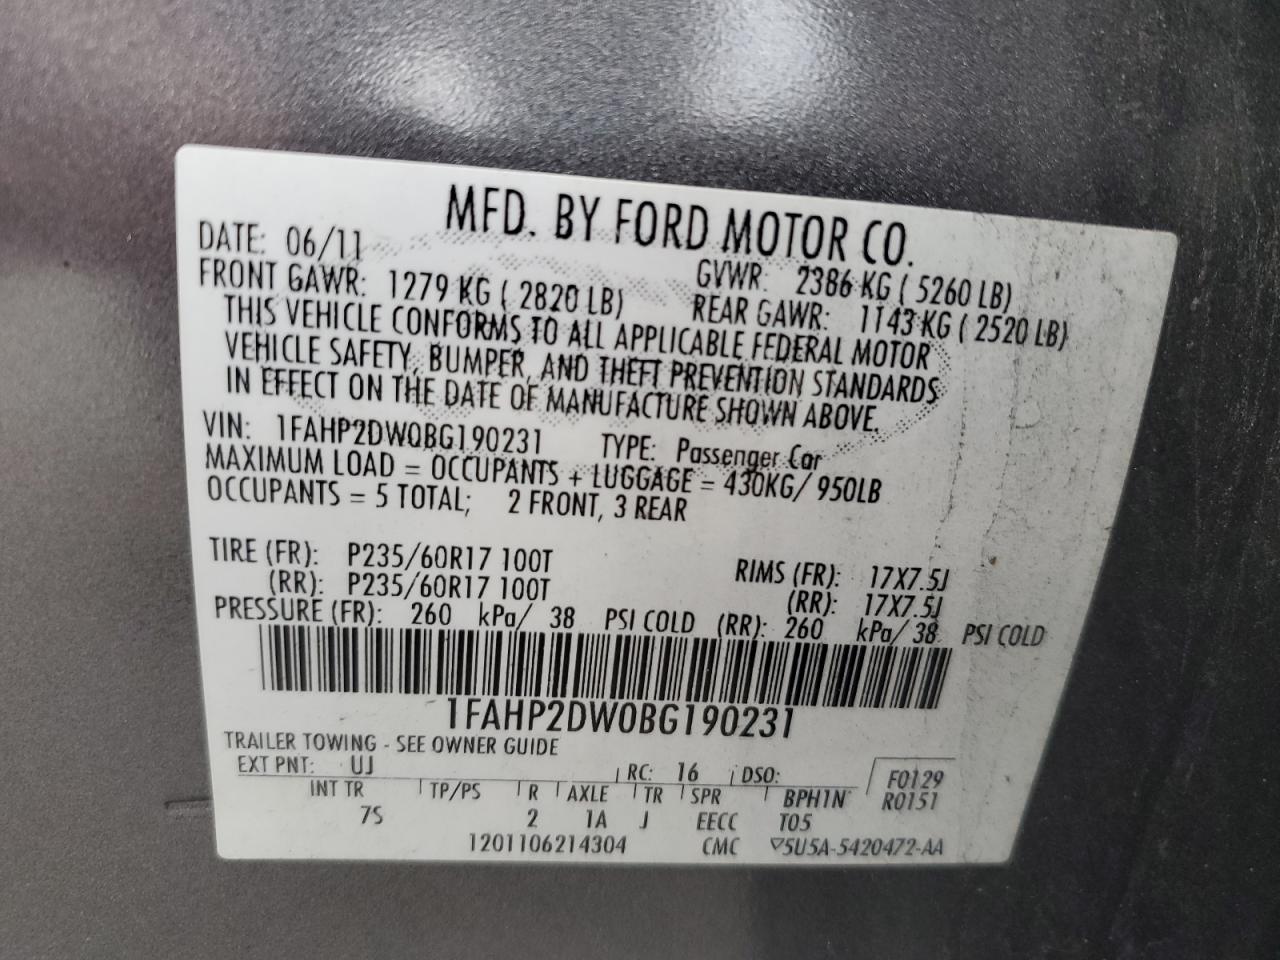 MFD. BY FORD MOTOR CO.
DATE: 06/11 GVWR: 2386 KG ( 5260 LB)
FRONT GAWR: 1279 KG ( 2820 LB) REAR GAWR: 1143 KG ( 2520 LB)
THIS VEHICLE CONFORMS TO ALL APPLICABLE FEDERAL MOTOR
VEHICLE SAFETY, BUMPER, AND THEFT PREVENTION STANDARDS
IN EFFECT ON THE DATE OF MANUFACTURE SHOWN ABOVE.
VIN: 1FAHP2DW0BG190231 TYPE: Passenger Car
MAXIMUM LOAD = OCCUPANTS + LUGGAGE = 430KG/ 950LB
OCCUPANTS = 5 TOTAL; 2 FRONT, 3 REAR
TIRE (FR): P235/60R17 100T RIMS (FR): 17X7.5J
(RR): P235/60R17 100T (RR): 17X7.5J
PRESSURE (FR): 260 kPa/ 38 PSI COLD (RR): 260 kPa/ 38 PSI COLD
1FAHP2DW0BG190231
TRAILER TOWING - SEE OWNER GUIDE
EXT PNT: UJ RC: 16 DSO: F0129
INT TR TP/PS R AXLE TR SPR BPH1N R0151
7S 2 1A J EECC T05
1201106214304 CMC ▽5U5A-5420472-AA